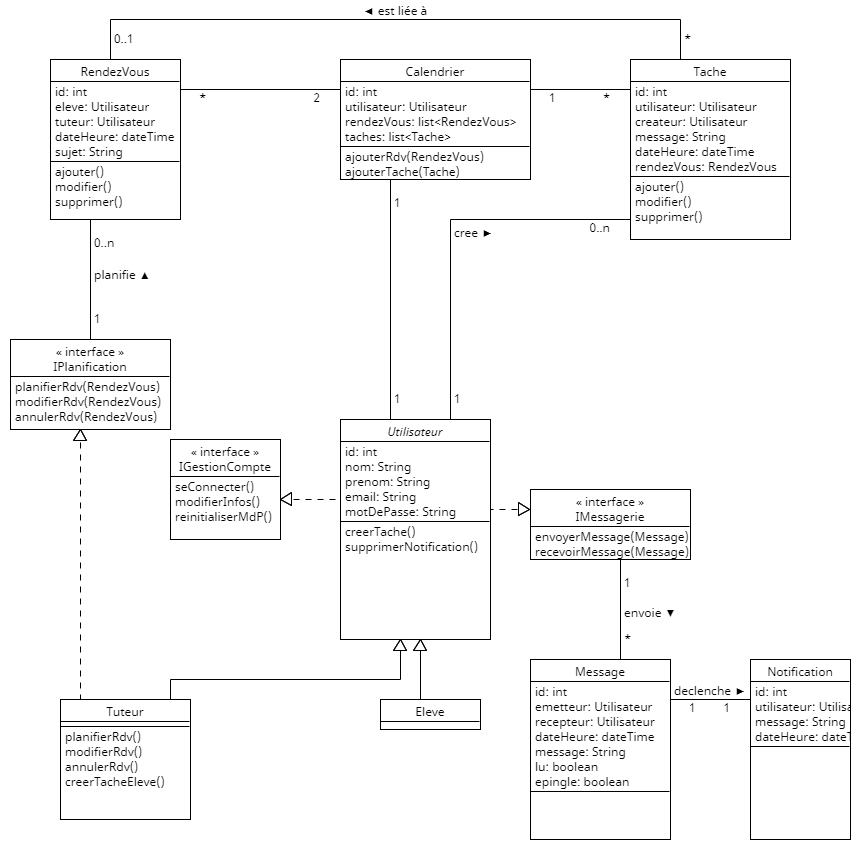 ◄ est liée à
0..1
*
RendezVous
id: int
eleve: Utilisateur
tuteur: Utilisateur
dateHeure: dateTime
sujet: String
ajouter()
modifier()
supprimer()
*
2
Calendrier
id: int
utilisateur: Utilisateur
rendezVous: list<RendezVous>
taches: list<Tache>
ajouterRdv(RendezVous)
ajouterTache(Tache)
1
*
Tache
id: int
utilisateur: Utilisateur
createur: Utilisateur
message: String
dateHeure: dateTime
rendezVous: RendezVous
ajouter()
modifier()
supprimer()
1
cree ►
0..n
0..n
planifie ▲
1
« interface »
IPlanification
planifierRdv(RendezVous)
modifierRdv(RendezVous)
annulerRdv(RendezVous)
1
1
« interface »
IGestionCompte
seConnecter()
modifierInfos()
reinitialiserMdP()
Utilisateur
id: int
nom: String
prenom: String
email: String
motDePasse: String
creerTache()
supprimerNotification()
« interface »
IMessagerie
envoyerMessage(Message)
recevoirMessage(Message)
1
envoie ▼
*
Tuteur
planifierRdv()
modifierRdv()
annulerRdv()
creerTacheEleve()
Eleve
Message
id: int
emetteur: Utilisateur
recepteur: Utilisateur
dateHeure: dateTime
message: String
lu: boolean
epingle: boolean
declenche ►
1
1
Notification
id: int
utilisateur:
message: String
dateHeure: